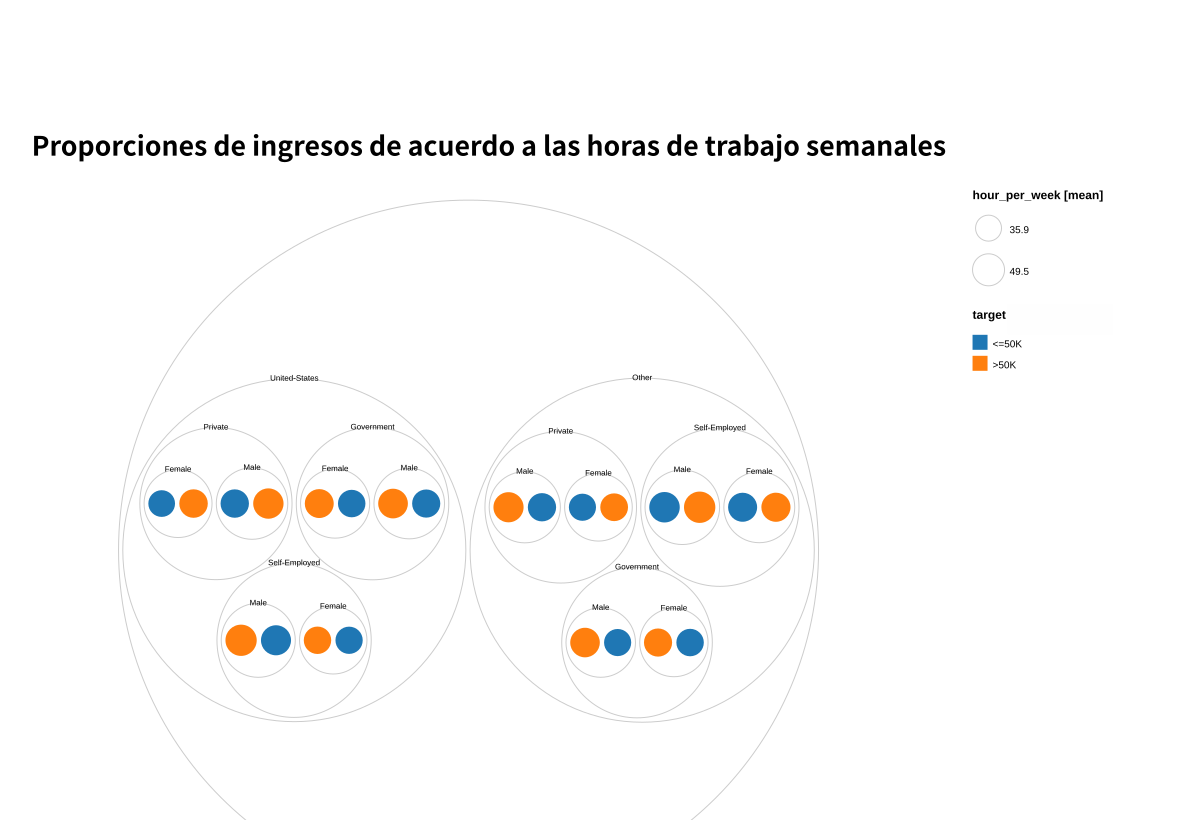 Proporciones de ingresos de acuerdo a las horas de trabajo semanales
hour_per_week [mean]
35.9
49.5
target
<=50K
>50K
United-States
Private
Female
Male
Government
Female
Male
Self-Employed
Male
Female
Other
Private
Male
Female
Self-Employed
Male
Female
Government
Male
Female